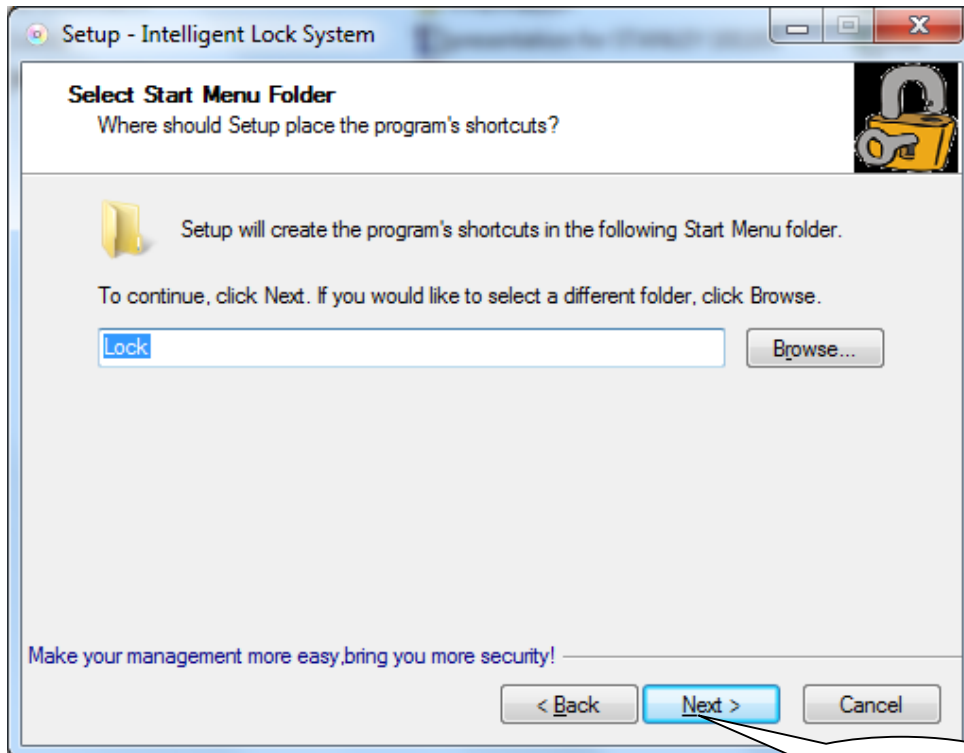 Setup - Intelligent Lock System
Select Start Menu Folder
Where should Setup place the program's shortcuts?
Setup will create the program's shortcuts in the following Start Menu folder.
To continue, click Next. If you would like to select a different folder, click Browse.
Lock
Browse...
Make your management more easy,bring you more security!
< Back
Next >
Cancel